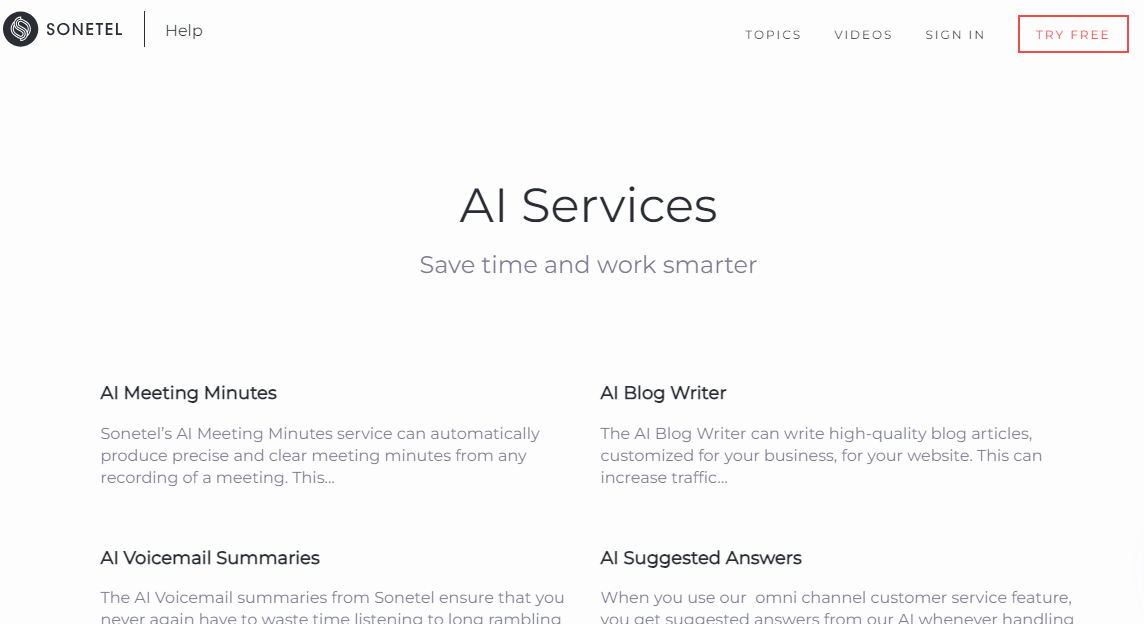 SONETEL
Help
TOPICS
VIDEOS
SIGN IN
TRY FREE
AI Services
Save time and work smarter
AI Meeting Minutes
Sonetel’s AI Meeting Minutes service can automatically
produce precise and clear meeting minutes from any
recording of a meeting. This…
AI Blog Writer
The AI Blog Writer can write high-quality blog articles,
customized for your business, for your website. This can
increase traffic…
AI Voicemail Summaries
The AI Voicemail summaries from Sonetel ensure that you
never again have to waste time listening to long rambling
AI Suggested Answers
When you use our  omni channel customer service feature,
you get suggested answers from our AI whenever handling